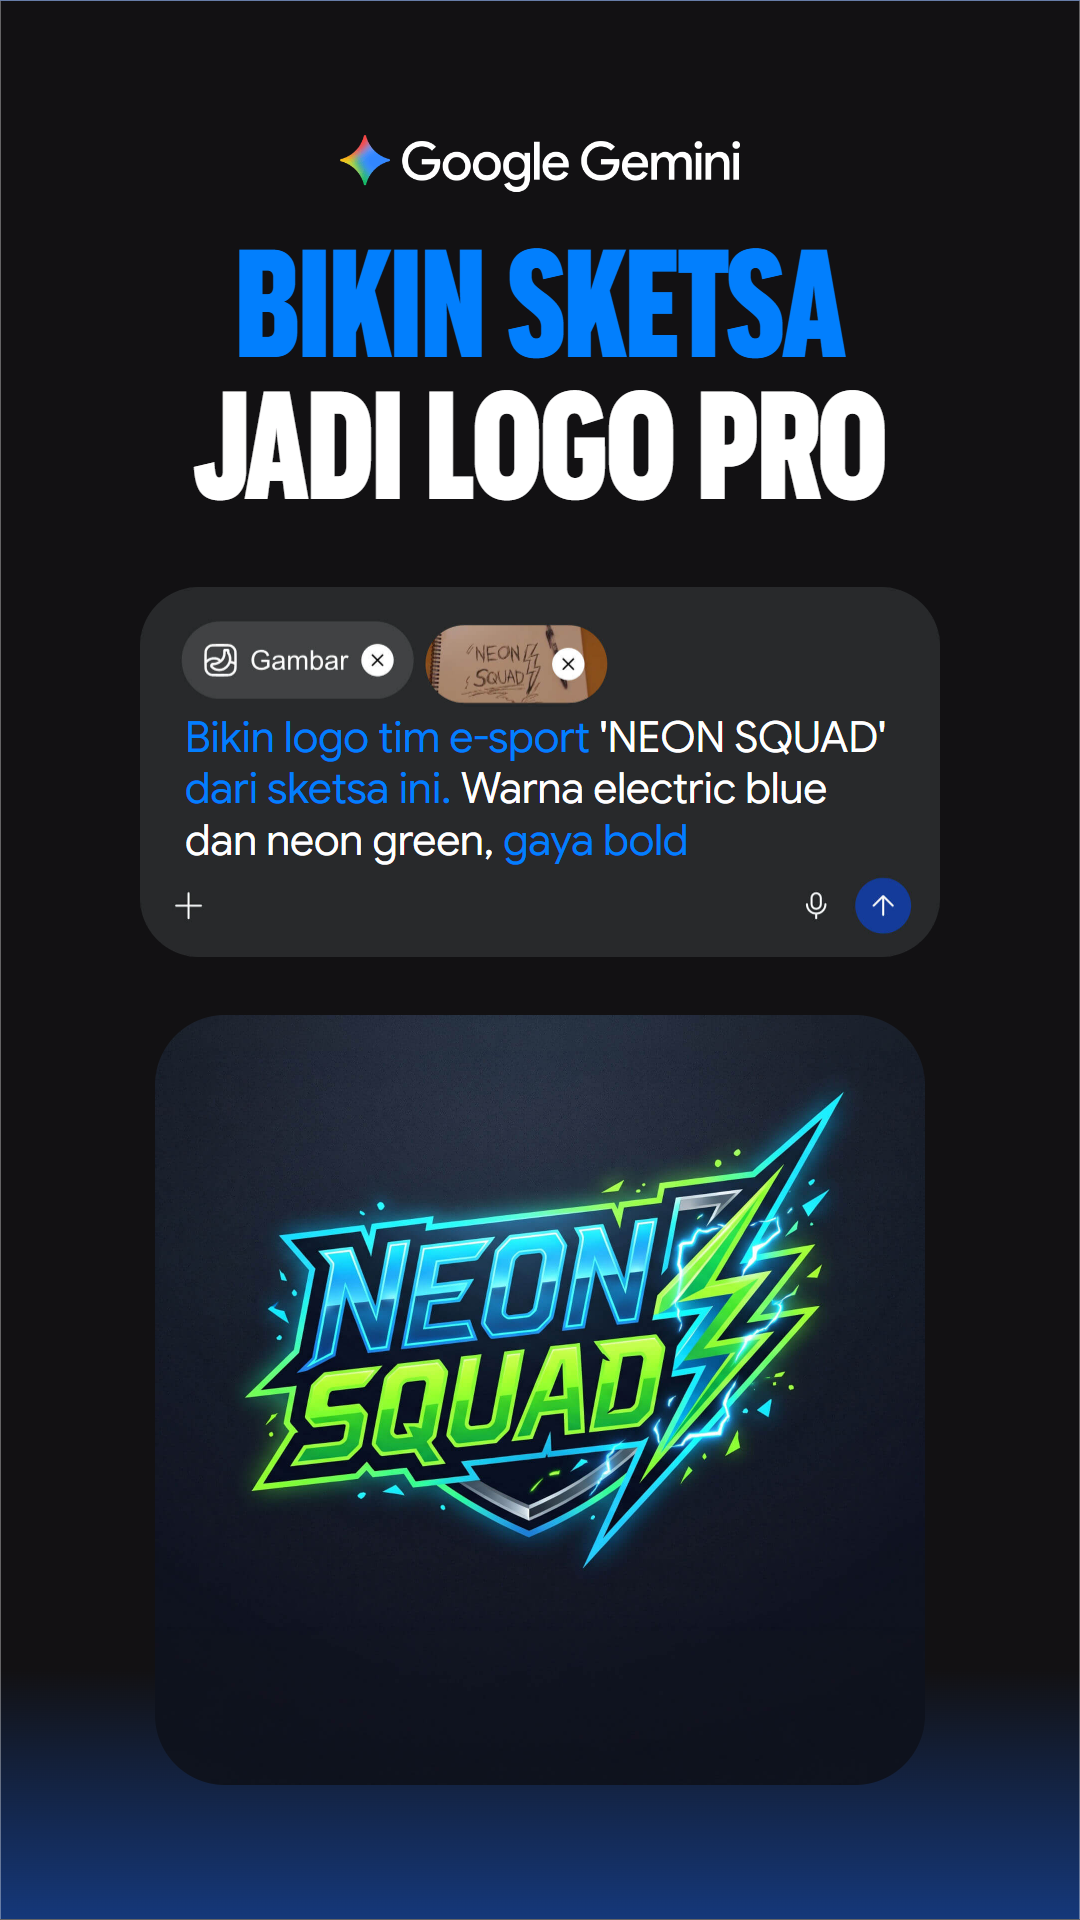 Google Gemini
BIKIN SKETSA
JADI LOGO PRO
Gambar
NEON
SQUAD
Bikin logo tim e-sport 'NEON SQUAD'
dari sketsa ini. Warna electric blue
dan neon green, gaya bold
NEON
SQUAD